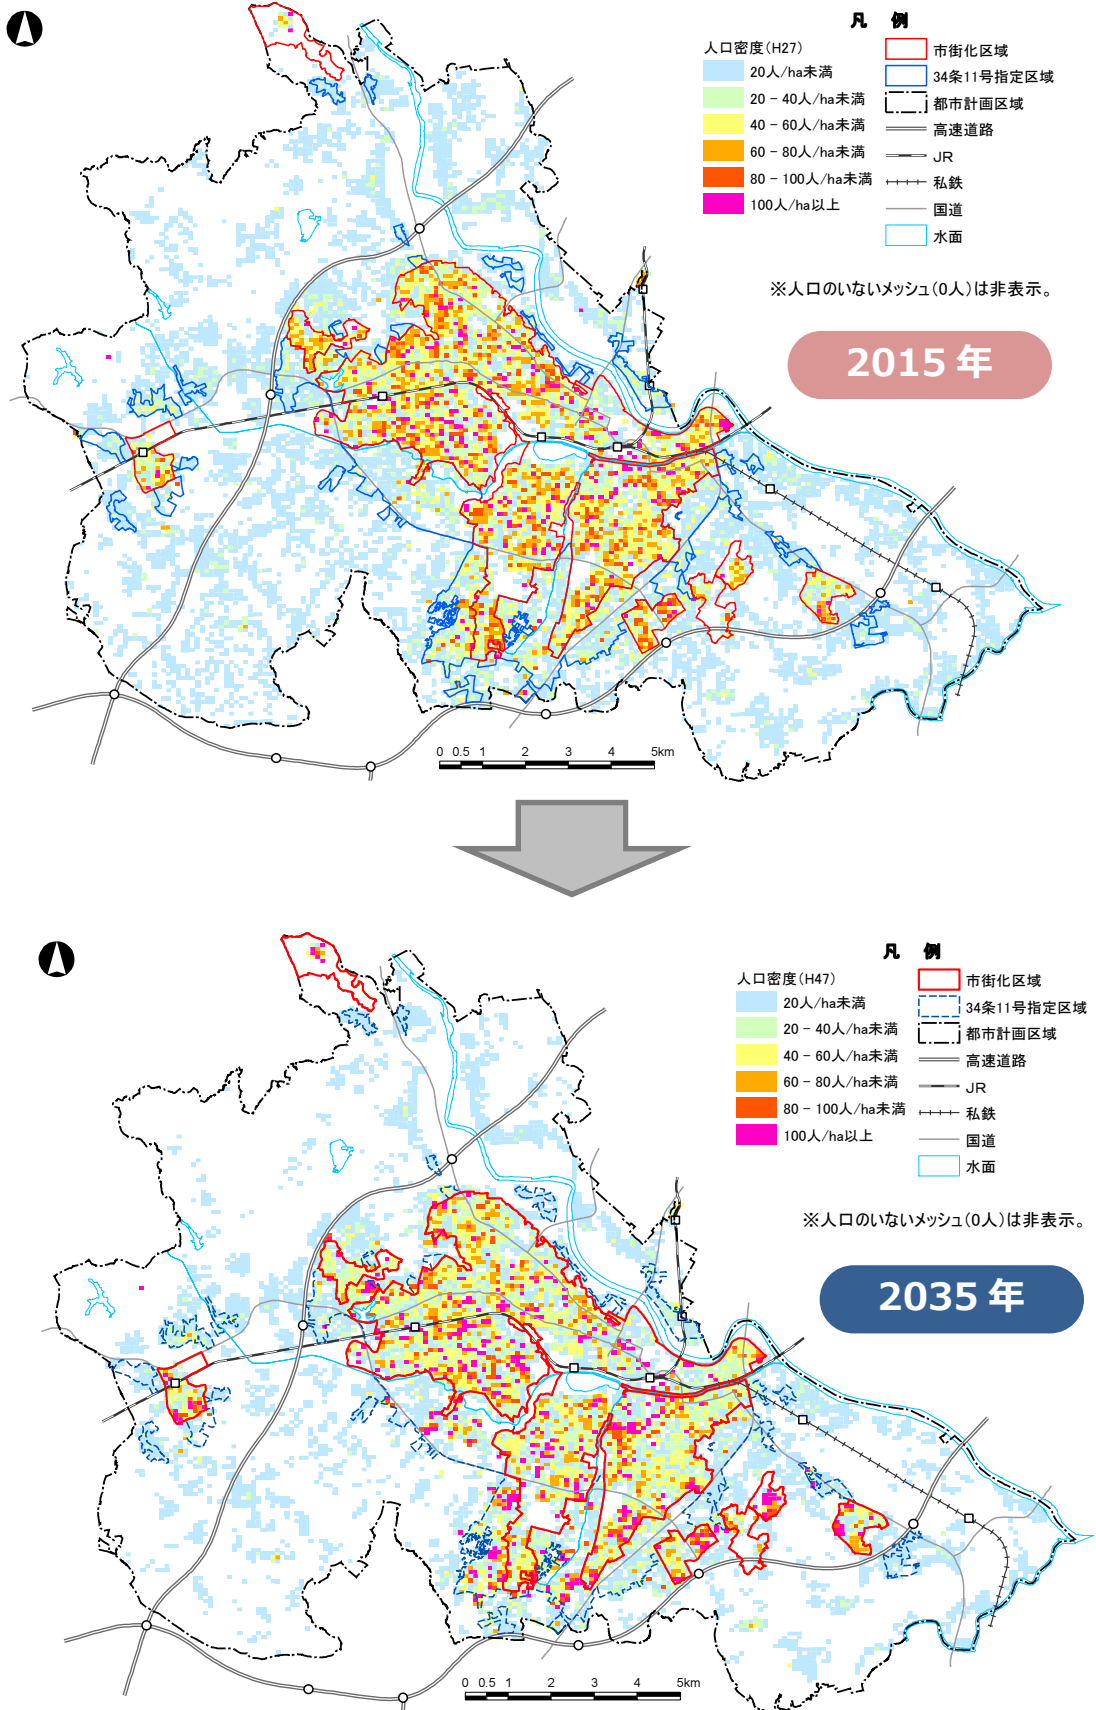 凡 例
人口密度(H27)
20人/ha未満
20－40人/ha未満
40－60人/ha未満
60－80人/ha未満
80－100人/ha未満
100人/ha以上
市街化区域
34条11号指定区域
都市計画区域
高速道路
JR
私鉄
国道
水面
※人口のいないメッシュ(0人)は非表示。
2015 年
0 0.5 1 2 3 4 5km
凡 例
人口密度(H47)
20人/ha未満
20－40人/ha未満
40－60人/ha未満
60－80人/ha未満
80－100人/ha未満
100人/ha以上
市街化区域
34条11号指定区域
都市計画区域
高速道路
JR
私鉄
国道
水面
※人口のいないメッシュ(0人)は非表示。
2035 年
0 0.5 1 2 3 4 5km